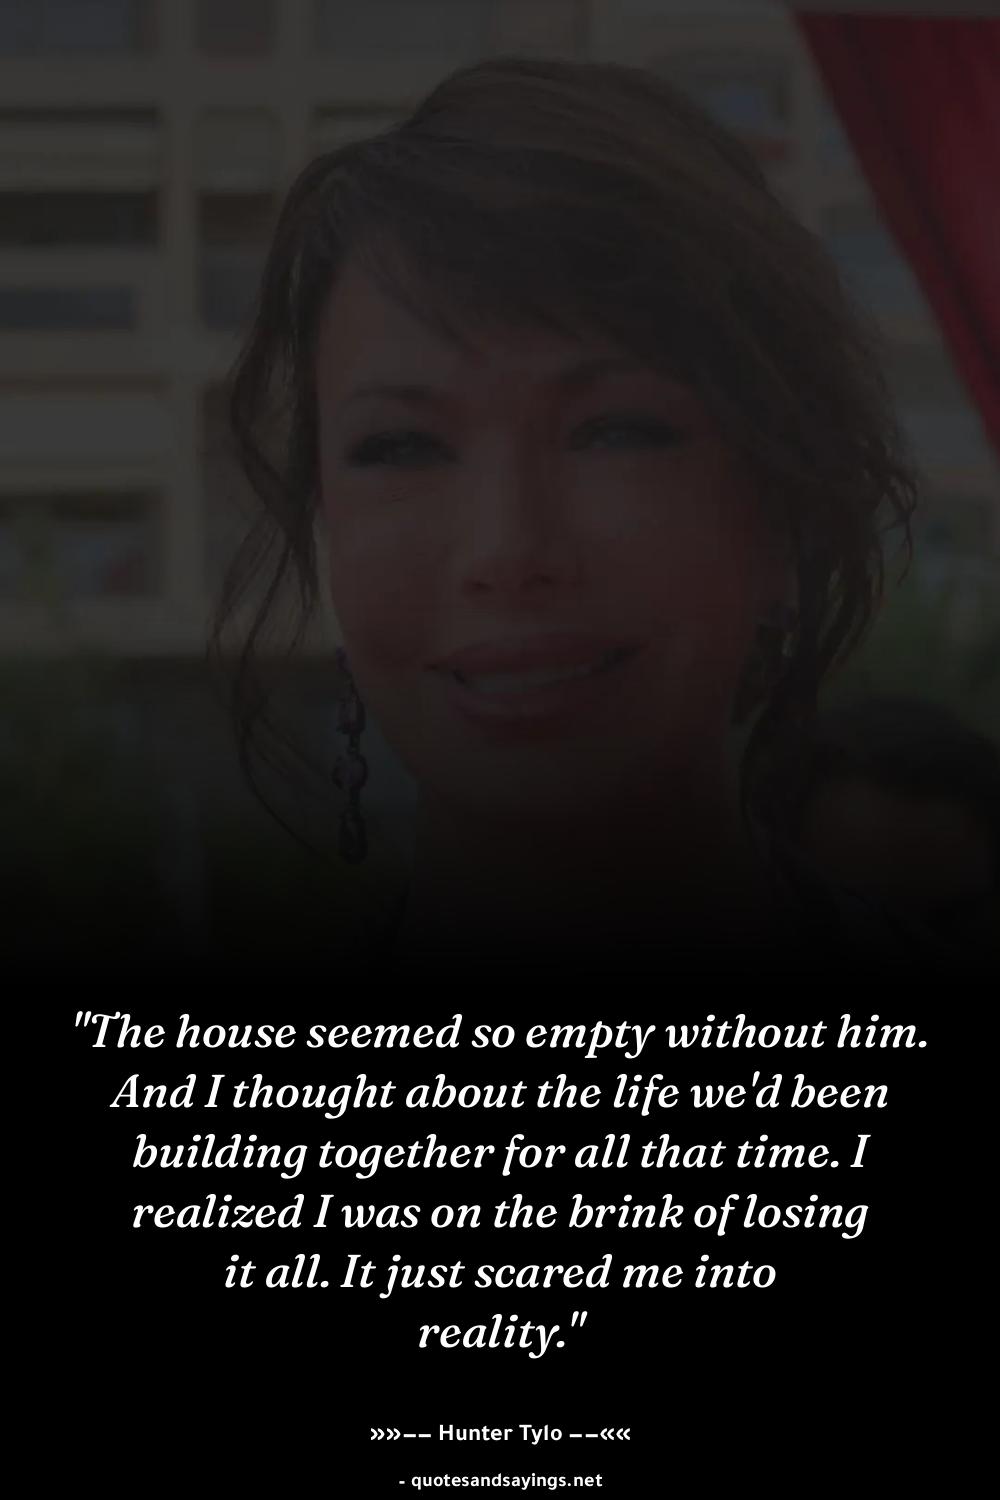 "The house seemed so empty without him.
And I thought about the life we'd been
building together for all that time. I
realized I was on the brink of losing
it all. It just scared me into
reality."
»»–– Hunter Tylo ––««
- quotesandsayings.net